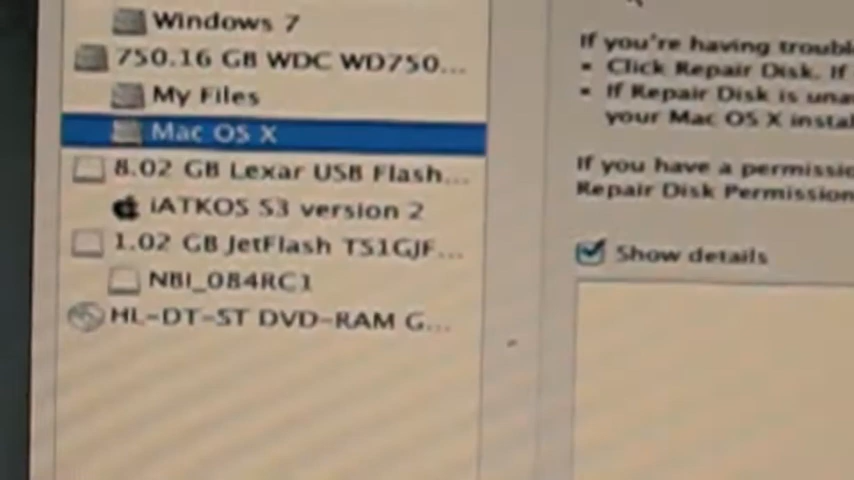 Windows 7
750.16 GB WDC WD750...
My Files
Mac OS X
8.02 GB Lexar USB Flash...
iATKOS S3 version 2
1.02 GB JetFlash TS1GJF...
NBI_084RC1
HL-DT-ST DVD-RAM G...
If you're having troubl
• Click Repair Disk. If
• If Repair Disk is una
your Mac OS X instal
If you have a permissio
Repair Disk Permission
Show details